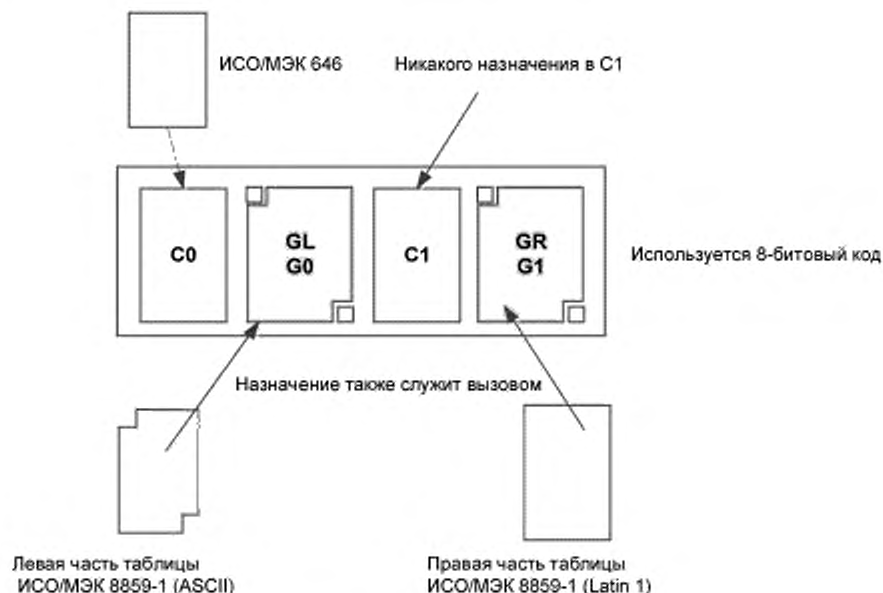 ИСО/МЭК 646
Никакого назначения в C1
C0
GL
G0
C1
GR
G1
Используется 8-битовый код
Назначение также служит вызовом
Левая часть таблицы
ИСО/МЭК 8859-1 (ASCII)
Правая часть таблицы
ИСО/МЭК 8859-1 (Latin 1)